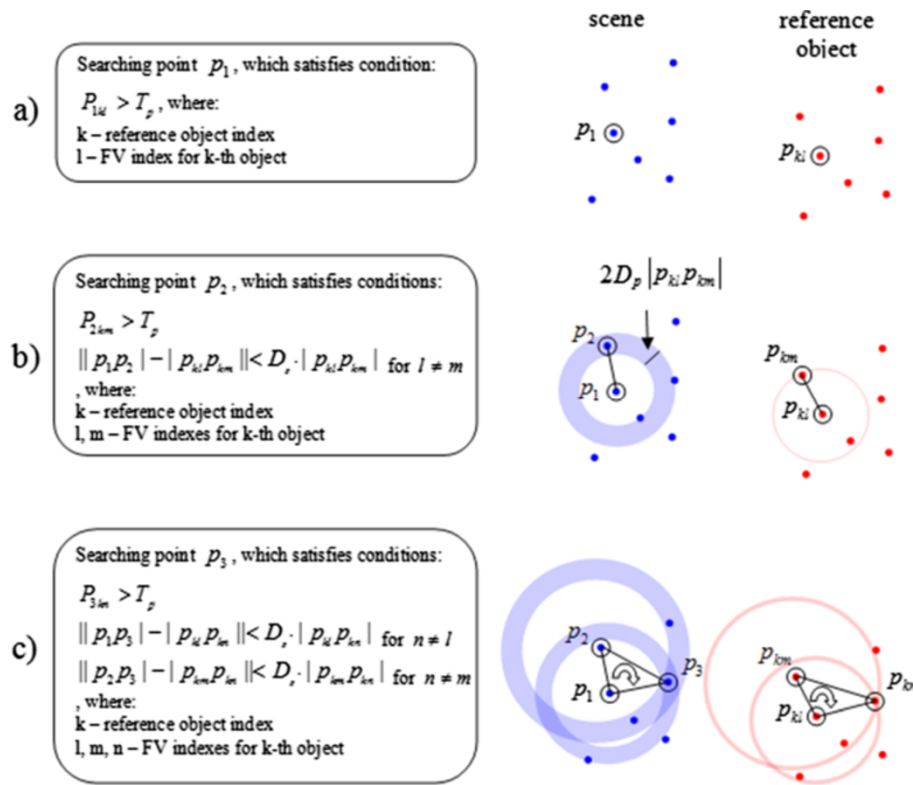 scene
reference
object
a)
Searching point p₁, which satisfies condition:
P₁ₖₗ > Tₚ, where:
k – reference object index
l – FV index for k-th object
p₁
pₖₗ
b)
Searching point p₂, which satisfies conditions:
P₂ₖₘ > Tₚ
|| p₁p₂ | – | pₖₗpₖₘ || < Dₛ · | pₖₗpₖₘ | for l ≠ m
, where:
k – reference object index
l, m – FV indexes for k-th object
2Dₚ |pₖₗpₖₘ|
p₂
p₁
pₖₘ
pₖₗ
c)
Searching point p₃, which satisfies conditions:
P₃ₖₙ > Tₚ
|| p₁p₃ | – | pₖₗpₖₙ || < Dₛ · | pₖₗpₖₙ | for n ≠ l
|| p₂p₃ | – | pₖₘpₖₙ || < Dₛ · | pₖₘpₖₙ | for n ≠ m
, where:
k – reference object index
l, m, n – FV indexes for k-th object
p₂
p₃
p₁
pₖₘ
pₖₗ